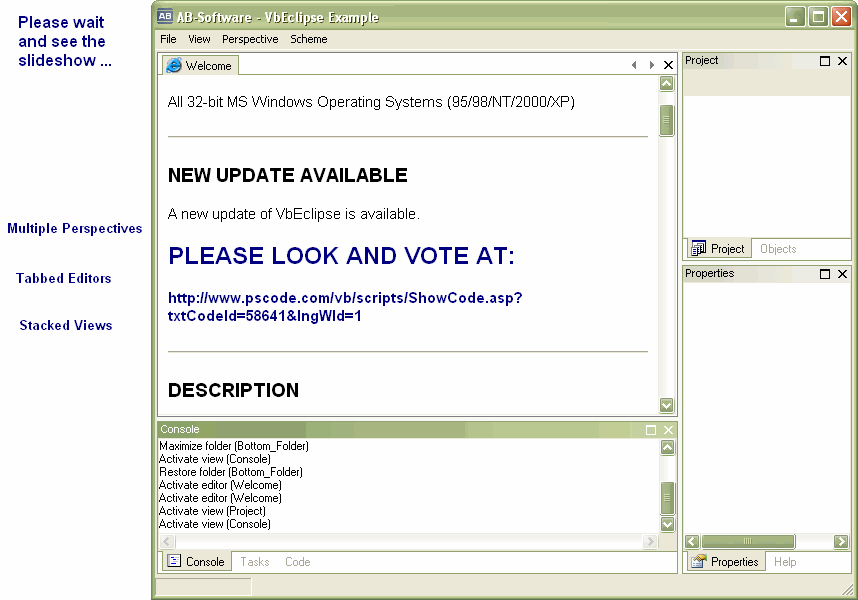 Please wait
and see the
slideshow ...
Multiple Perspectives
Tabbed Editors
Stacked Views
AB AB-Software - VbEclipse Example
File View Perspective Scheme
Welcome
All 32-bit MS Windows Operating Systems (95/98/NT/2000/XP)
NEW UPDATE AVAILABLE
A new update of VbEclipse is available.
PLEASE LOOK AND VOTE AT:
http://www.pscode.com/vb/scripts/ShowCode.asp?
txtCodeId=58641&lngWId=1
DESCRIPTION
Console
Maximize folder (Bottom_Folder)
Activate view (Console)
Restore folder (Bottom_Folder)
Activate editor (Welcome)
Activate editor (Welcome)
Activate view (Project)
Activate view (Console)
Console Tasks Code
Project
Project Objects
Properties
Properties Help